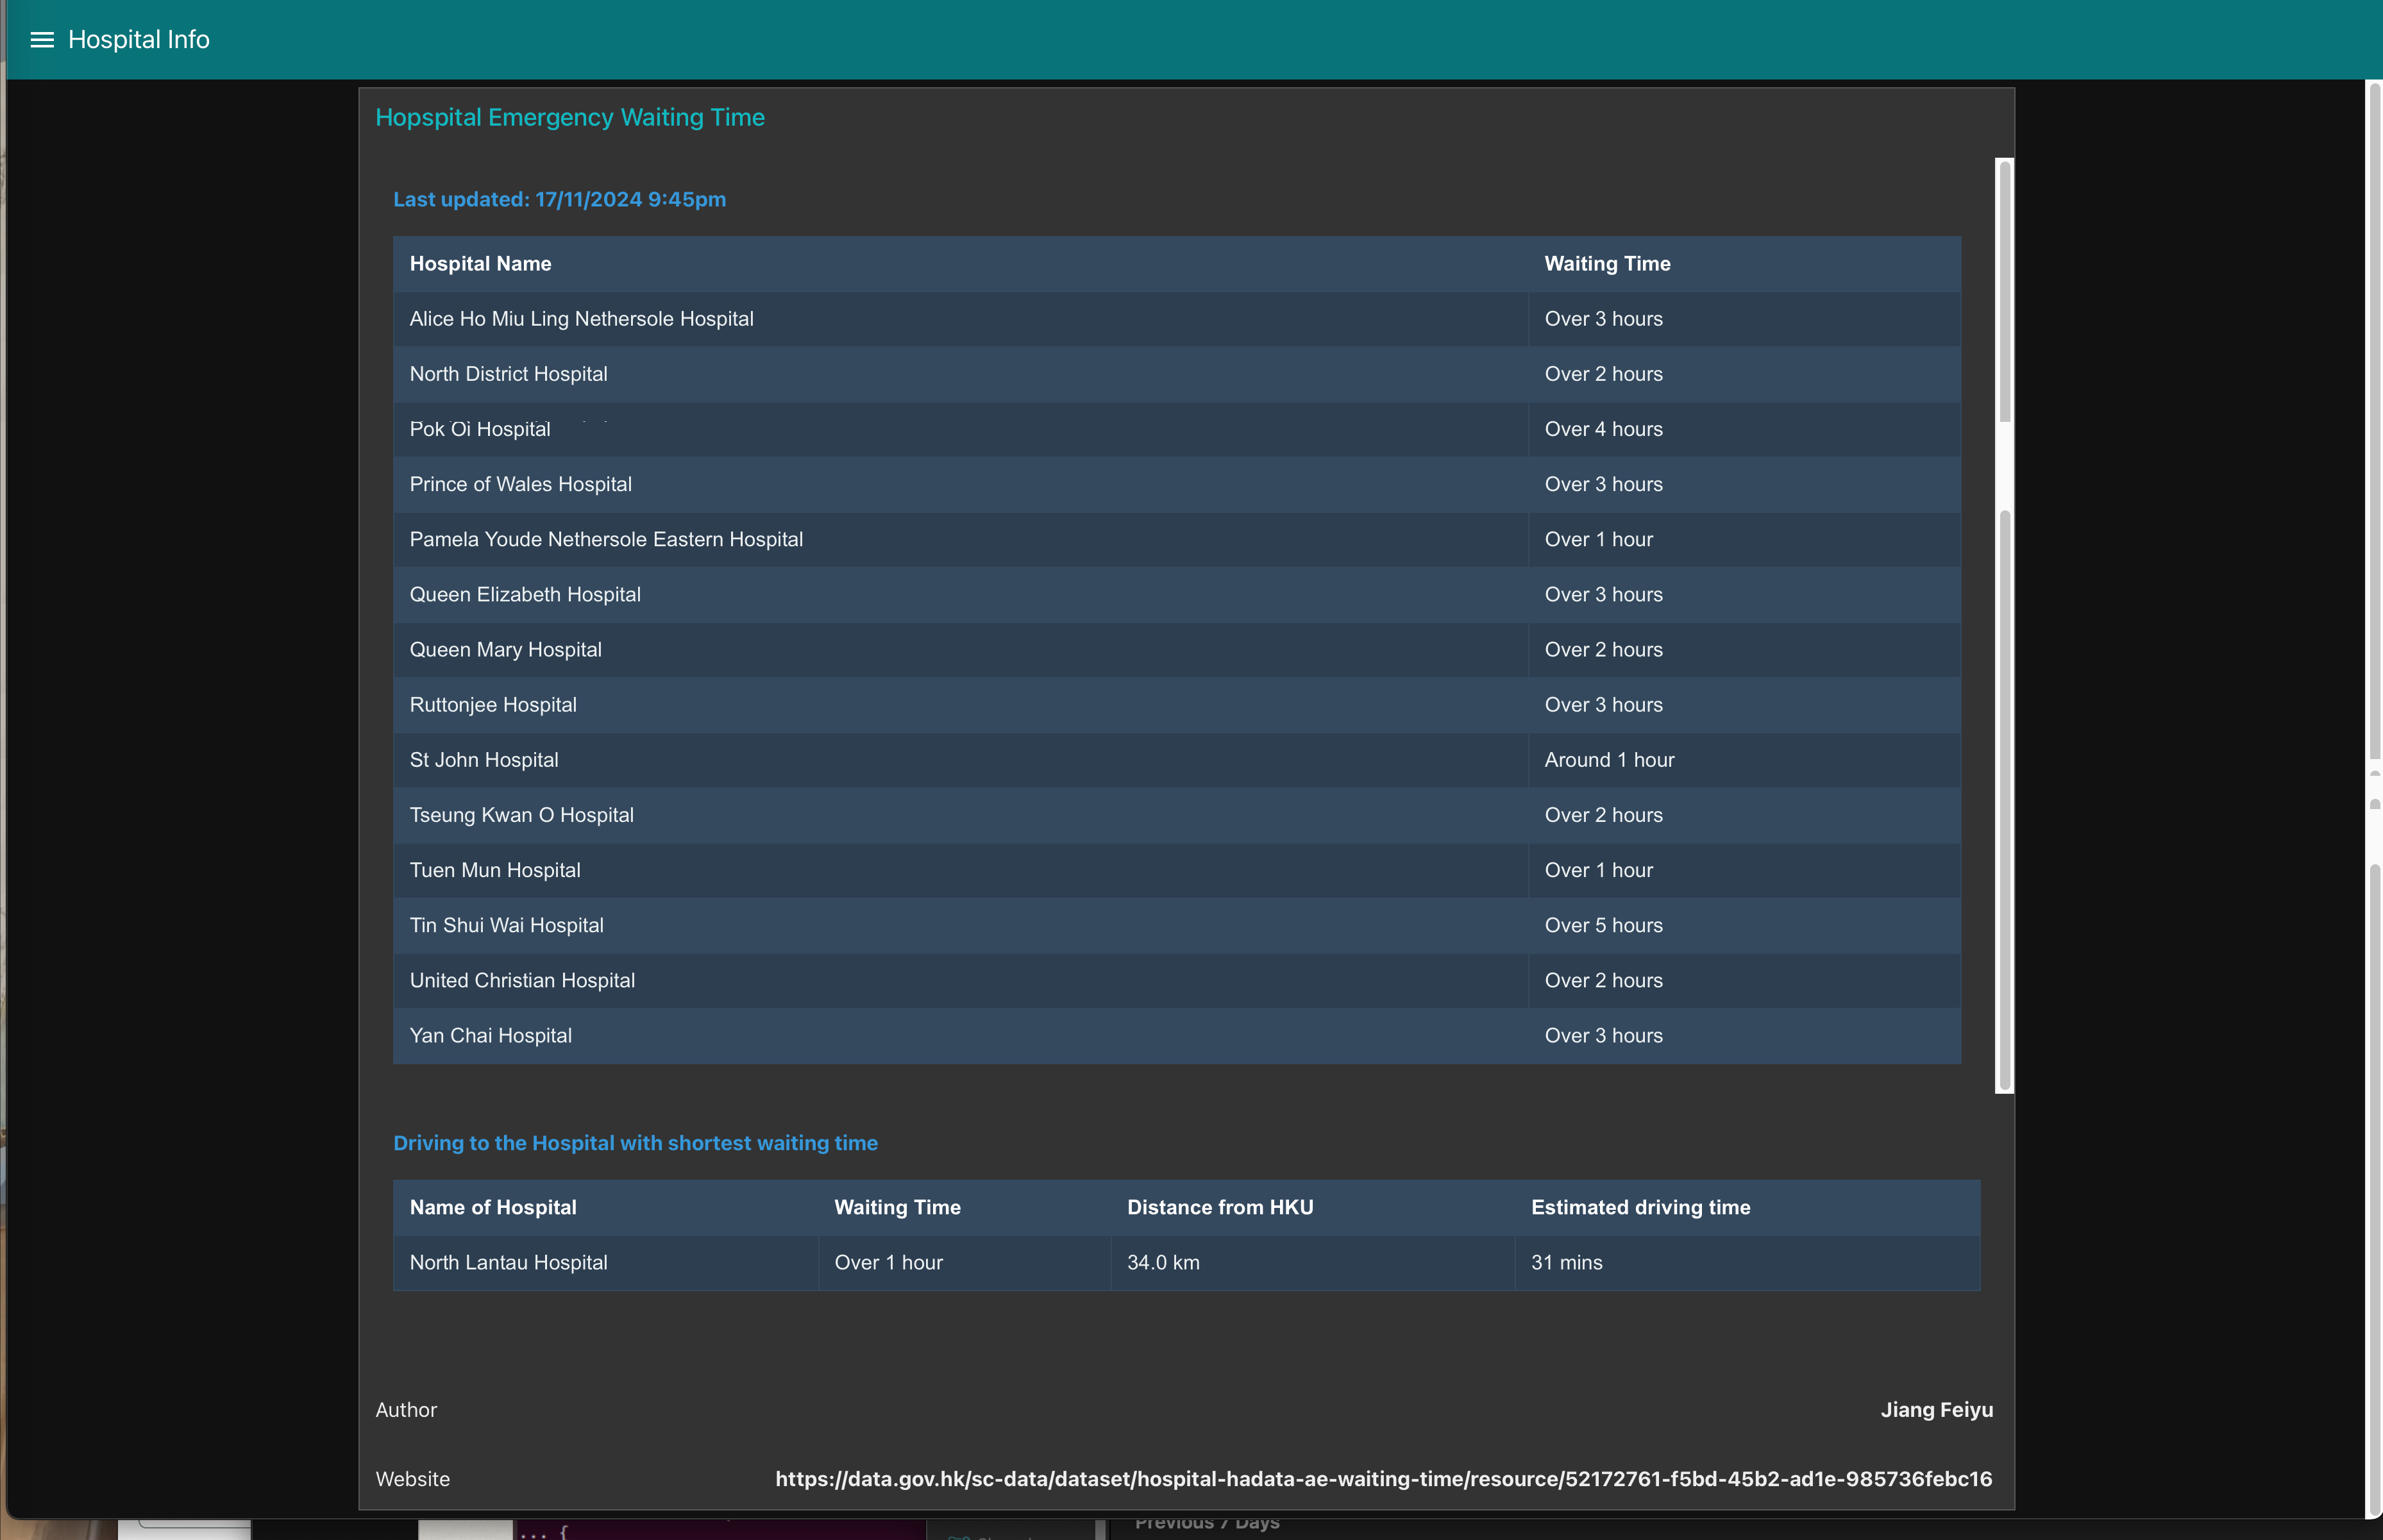 Hospital Info
Hopspital Emergency Waiting Time
Last updated: 17/11/2024 9:45pm
Hospital Name Waiting Time
Alice Ho Miu Ling Nethersole Hospital Over 3 hours
North District Hospital Over 2 hours
Pok Oi Hospital Over 4 hours
Prince of Wales Hospital Over 3 hours
Pamela Youde Nethersole Eastern Hospital Over 1 hour
Queen Elizabeth Hospital Over 3 hours
Queen Mary Hospital Over 2 hours
Ruttonjee Hospital Over 3 hours
St John Hospital Around 1 hour
Tseung Kwan O Hospital Over 2 hours
Tuen Mun Hospital Over 1 hour
Tin Shui Wai Hospital Over 5 hours
United Christian Hospital Over 2 hours
Yan Chai Hospital Over 3 hours
Driving to the Hospital with shortest waiting time
Name of Hospital Waiting Time Distance from HKU Estimated driving time
North Lantau Hospital Over 1 hour 34.0 km 31 mins
Author Jiang Feiyu
Website https://data.gov.hk/sc-data/dataset/hospital-hadata-ae-waiting-time/resource/52172761-f5bd-45b2-ad1e-985736febc16
... {
Previous 7 Days